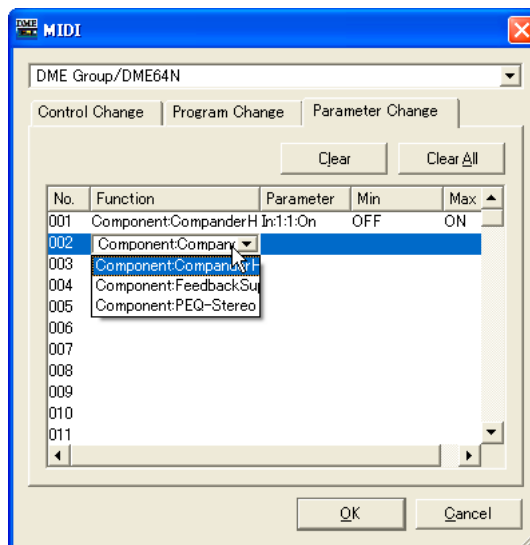 DME MIDI
DME Group/DME64N
Control Change Program Change Parameter Change
Clear Clear All
No. Function Parameter Min Max
001 Component:CompanderH In:1:1:On OFF ON
002 Component:Compan
003 Component:CompanderH
004 Component:FeedbackSup
005 Component:PEQ-Stereo
006
007
008
009
010
011
OK Cancel